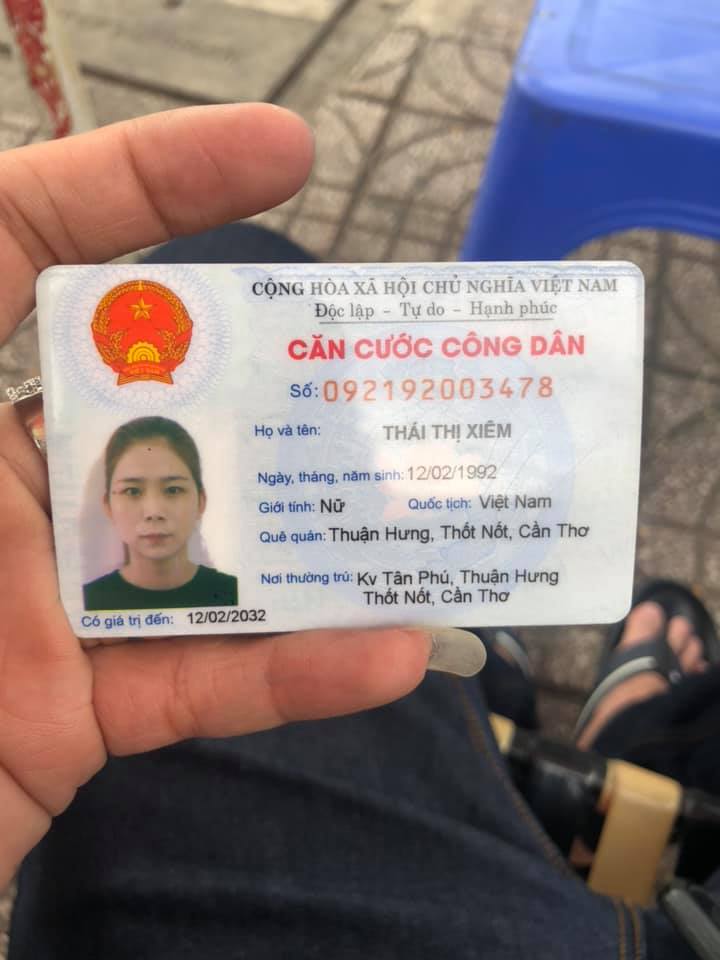 CỘNG HÒA XÃ HỘI CHỦ NGHĨA VIỆT NAM
Độc lập - Tự do - Hạnh phúc
CĂN CƯỚC CÔNG DÂN
Số: 092192003478
Họ và tên: THÁI THỊ XIÊM
Ngày, tháng, năm sinh: 12/02/1992
Giới tính: Nữ Quốc tịch: Việt Nam
Quê quán: Thuận Hưng, Thốt Nốt, Cần Thơ
Nơi thường trú: Kv Tân Phú, Thuận Hưng
Thốt Nốt, Cần Thơ
Có giá trị đến: 12/02/2032